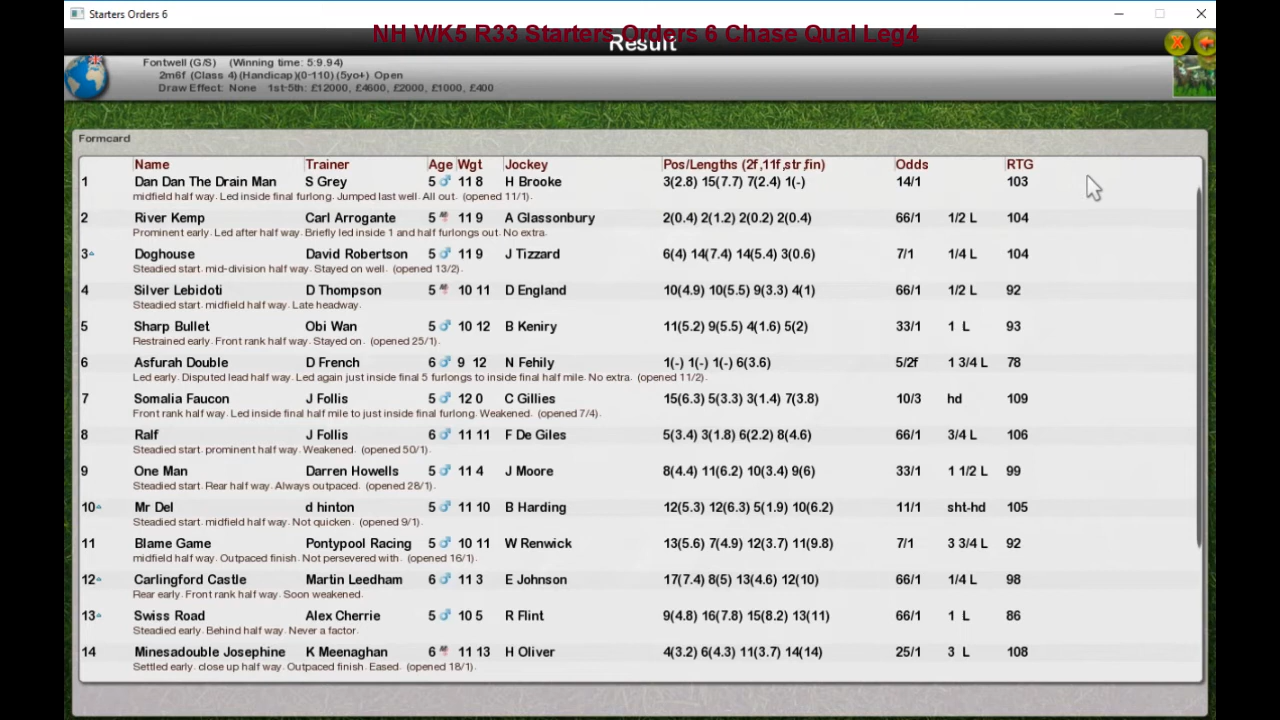 Starters Orders 6
NH WK5 R33 Starters Orders 6 Chase Qual Leg4
Result
Fontwell (G/S) (Winning time: 5:9.94)
2m6f (Class 4) (Handicap)(0-110) (5yo+) Open
Draw Effect: None 1st-5th: £12000, £4600, £2000, £1000, £400
Formcard
Name Trainer Age Wgt Jockey Pos/Lengths (2f,11f,str,fin) Odds RTG
1 Dan Dan The Drain Man S Grey 5 11 8 H Brooke 3(2.8) 15(7.7) 7(2.4) 1(-) 14/1 103
midfield half way. Led inside final furlong. Jumped last well. All out. (opened 11/1).
2 River Kemp Carl Arrogante 5 11 9 A Glassonbury 2(0.4) 2(1.2) 2(0.2) 2(0.4) 66/1 1/2 L 104
Prominent early. Led after half way. Briefly led inside 1 and half furlongs out. No extra.
3 Doghouse David Robertson 5 11 9 J Tizzard 6(4) 14(7.4) 14(5.4) 3(0.6) 7/1 1/4 L 104
Steadied start. mid-division half way. Stayed on well. (opened 13/2).
4 Silver Lebidoti D Thompson 5 10 11 D England 10(4.9) 10(5.5) 9(3.3) 4(1) 66/1 1/2 L 92
Steadied start. midfield half way. Late headway.
5 Sharp Bullet Obi Wan 5 10 12 B Keniry 11(5.2) 9(5.5) 4(1.6) 5(2) 33/1 1 L 93
Restrained early. Front rank half way. Stayed on. (opened 25/1).
6 Asfurah Double D French 6 9 12 N Fehily 1(-) 1(-) 1(-) 6(3.6) 5/2f 1 3/4 L 78
Led early. Disputed lead half way. Led again just inside final 5 furlongs to inside final half mile. No extra. (opened 11/2).
7 Somalia Faucon J Follis 5 12 0 C Gillies 15(6.3) 5(3.3) 3(1.4) 7(3.8) 10/3 hd 109
Front rank half way. Led inside final half mile to just inside final furlong. Weakened. (opened 7/4).
8 Ralf J Follis 6 11 11 F De Giles 5(3.4) 3(1.8) 6(2.2) 8(4.6) 66/1 3/4 L 106
Steadied start. prominent half way. Weakened. (opened 50/1).
9 One Man Darren Howells 5 11 4 J Moore 8(4.4) 11(6.2) 10(3.4) 9(6) 33/1 1 1/2 L 99
Steadied start. Rear half way. Always outpaced. (opened 28/1).
10 Mr Del d hinton 5 11 10 B Harding 12(5.3) 12(6.3) 5(1.9) 10(6.2) 11/1 sht-hd 105
Steadied start. midfield half way. Not quicken. (opened 9/1).
11 Blame Game Pontypool Racing 5 10 11 W Renwick 13(5.6) 7(4.9) 12(3.7) 11(9.8) 7/1 3 3/4 L 92
midfield half way. Outpaced finish. Not persevered with. (opened 16/1).
12 Carlingford Castle Martin Leedham 6 11 3 E Johnson 17(7.4) 8(5) 13(4.6) 12(10) 66/1 1/4 L 98
Rear early. Front rank half way. Soon weakened.
13 Swiss Road Alex Cherrie 5 10 5 R Flint 9(4.8) 16(7.8) 15(8.2) 13(11) 66/1 1 L 86
Steadied early. Behind half way. Never a factor.
14 Minesadouble Josephine K Meenaghan 6 11 13 H Oliver 4(3.2) 6(4.3) 11(3.7) 14(14) 25/1 3 L 108
Settled early. close up half way. Outpaced finish. Eased. (opened 18/1).